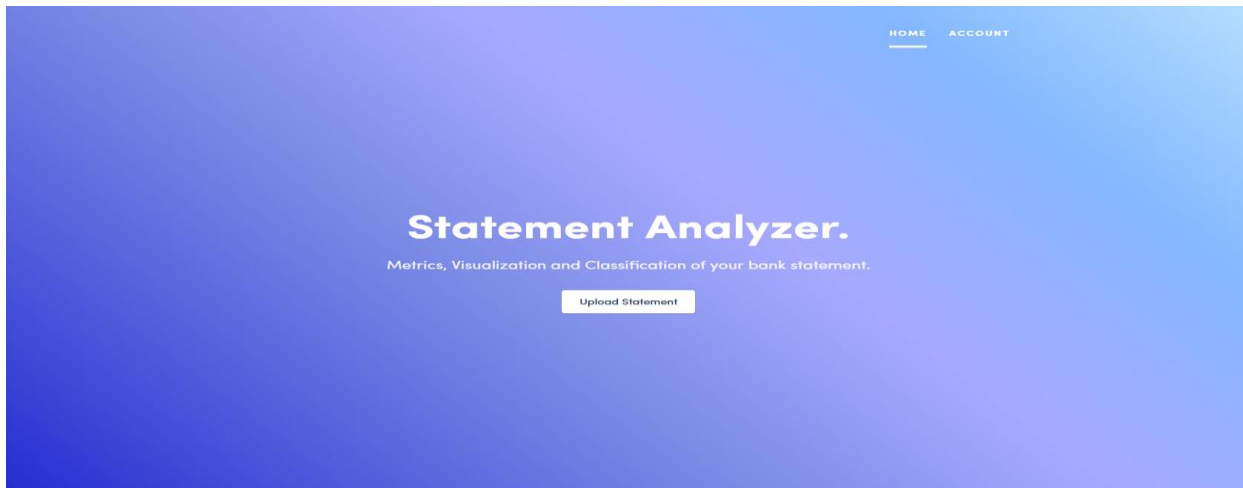 HOME ACCOUNT
Statement Analyzer.
Metrics, Visualization and Classification of your bank statement.
Upload Statement